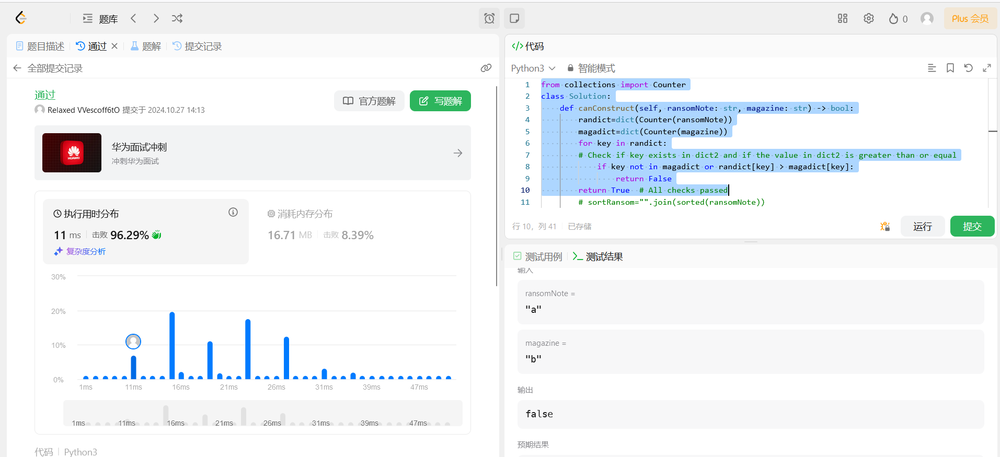 题库
0
Plus 会员
题目描述
通过
题解
提交记录
全部提交记录
通过
官方题解
写题解
Relaxed VVescoff6tO 提交于 2024.10.27 14:13
HUAWEI
华为面试冲刺
冲刺华为面试
执行用时分布
11 ms
击败 96.29%
复杂度分析
消耗内存分布
16.71 MB
击败 8.39%
30%
20%
10%
0%
1ms 11ms 16ms 21ms 26ms 31ms 39ms 47ms
1ms 11ms 16ms 21ms 26ms 31ms 39ms 47ms
代码 Python3
</> 代码
Python3
智能模式
1 from collections import Counter
2 class Solution:
3 def canConstruct(self, ransomNote: str, magazine: str) -> bool:
4 randict=dict(Counter(ransomNote))
5 magadict=dict(Counter(magazine))
6 for key in randict:
7 # Check if key exists in dict2 and if the value in dict2 is greater than or equal
8 if key not in magadict or randict[key] > magadict[key]:
9 return False
10 return True # All checks passed
11 # sortRansom="".join(sorted(ransomNote))
行 10, 列 41
已存储
运行
提交
测试用例
测试结果
输入
ransomNote =
"a"
magazine =
"b"
输出
false
预期结果